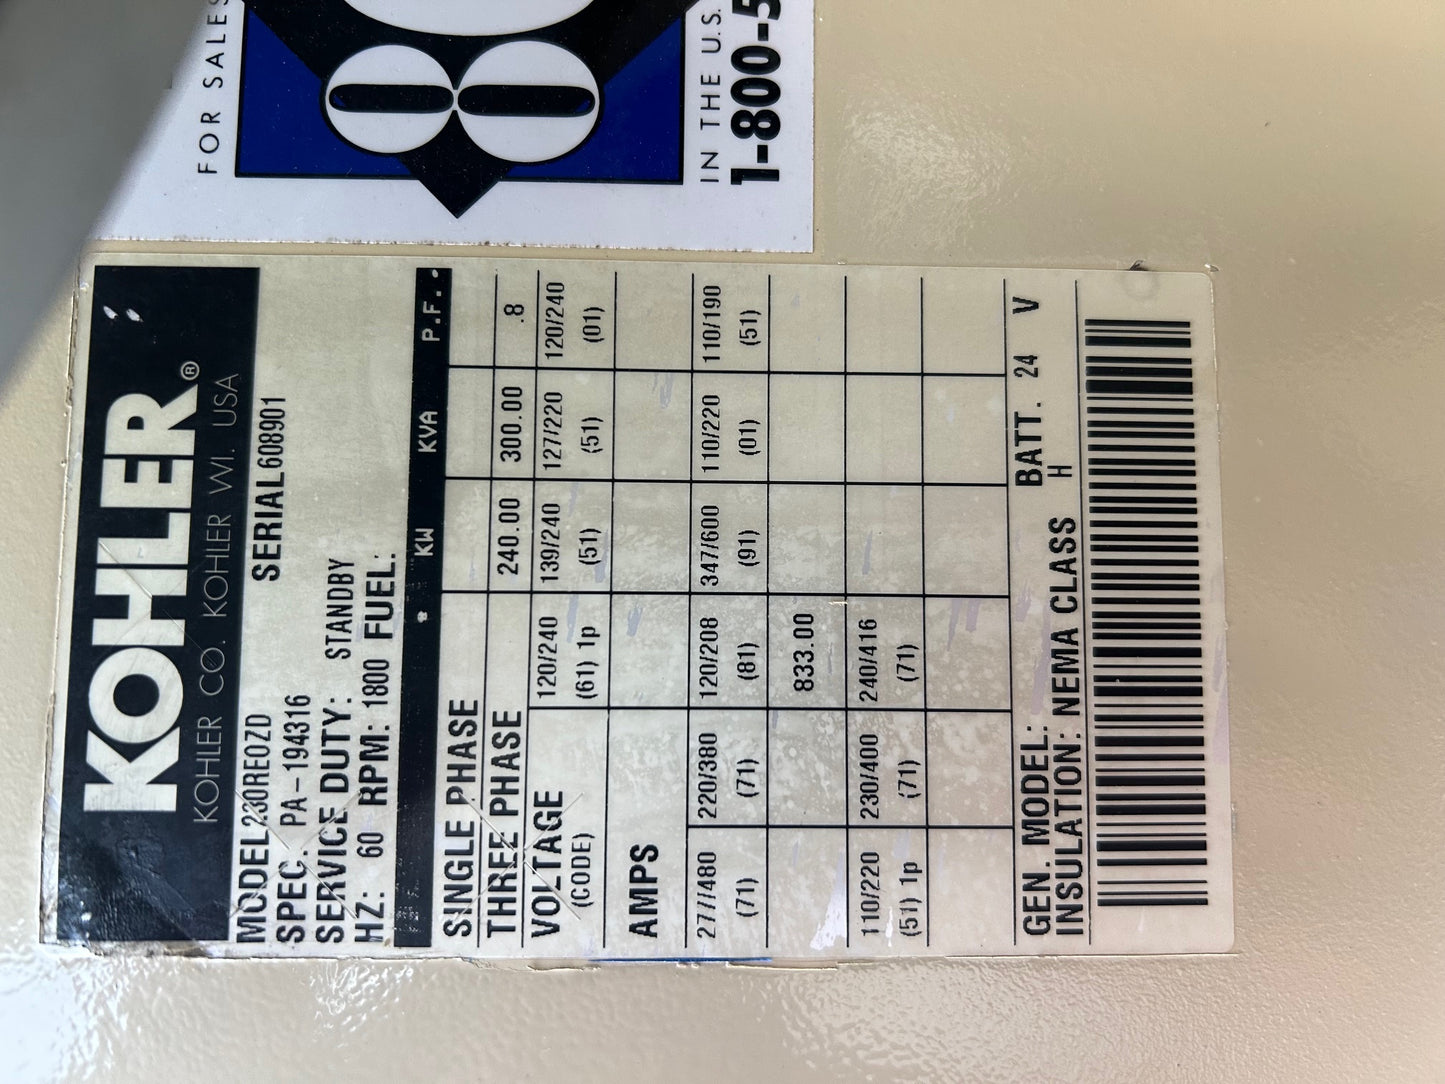 FOR SALES
80
IN THE U.S.
1-800-5
KOHLER®
KOHLER CO. KOHLER WI. USA
MODEL 230REOZD SERIAL 608901
SPEC. PA-194316
SERVICE DUTY: STANDBY
HZ: 60 RPM: 1800 FUEL:
KW KVA P.F.
SINGLE PHASE
THREE PHASE 240.00 300.00 .8
VOLTAGE 120/240 139/240 127/220 120/240
(CODE) (61) 1p (51) (51) (01)
AMPS
277/480 220/380 120/208 347/600 110/220 110/190
(71) (71) (81) (91) (01) (51)
833.00
110/220 230/400 240/416
(51) 1p (71) (71)
GEN. MODEL: BATT. 24 V
INSULATION: NEMA CLASS H